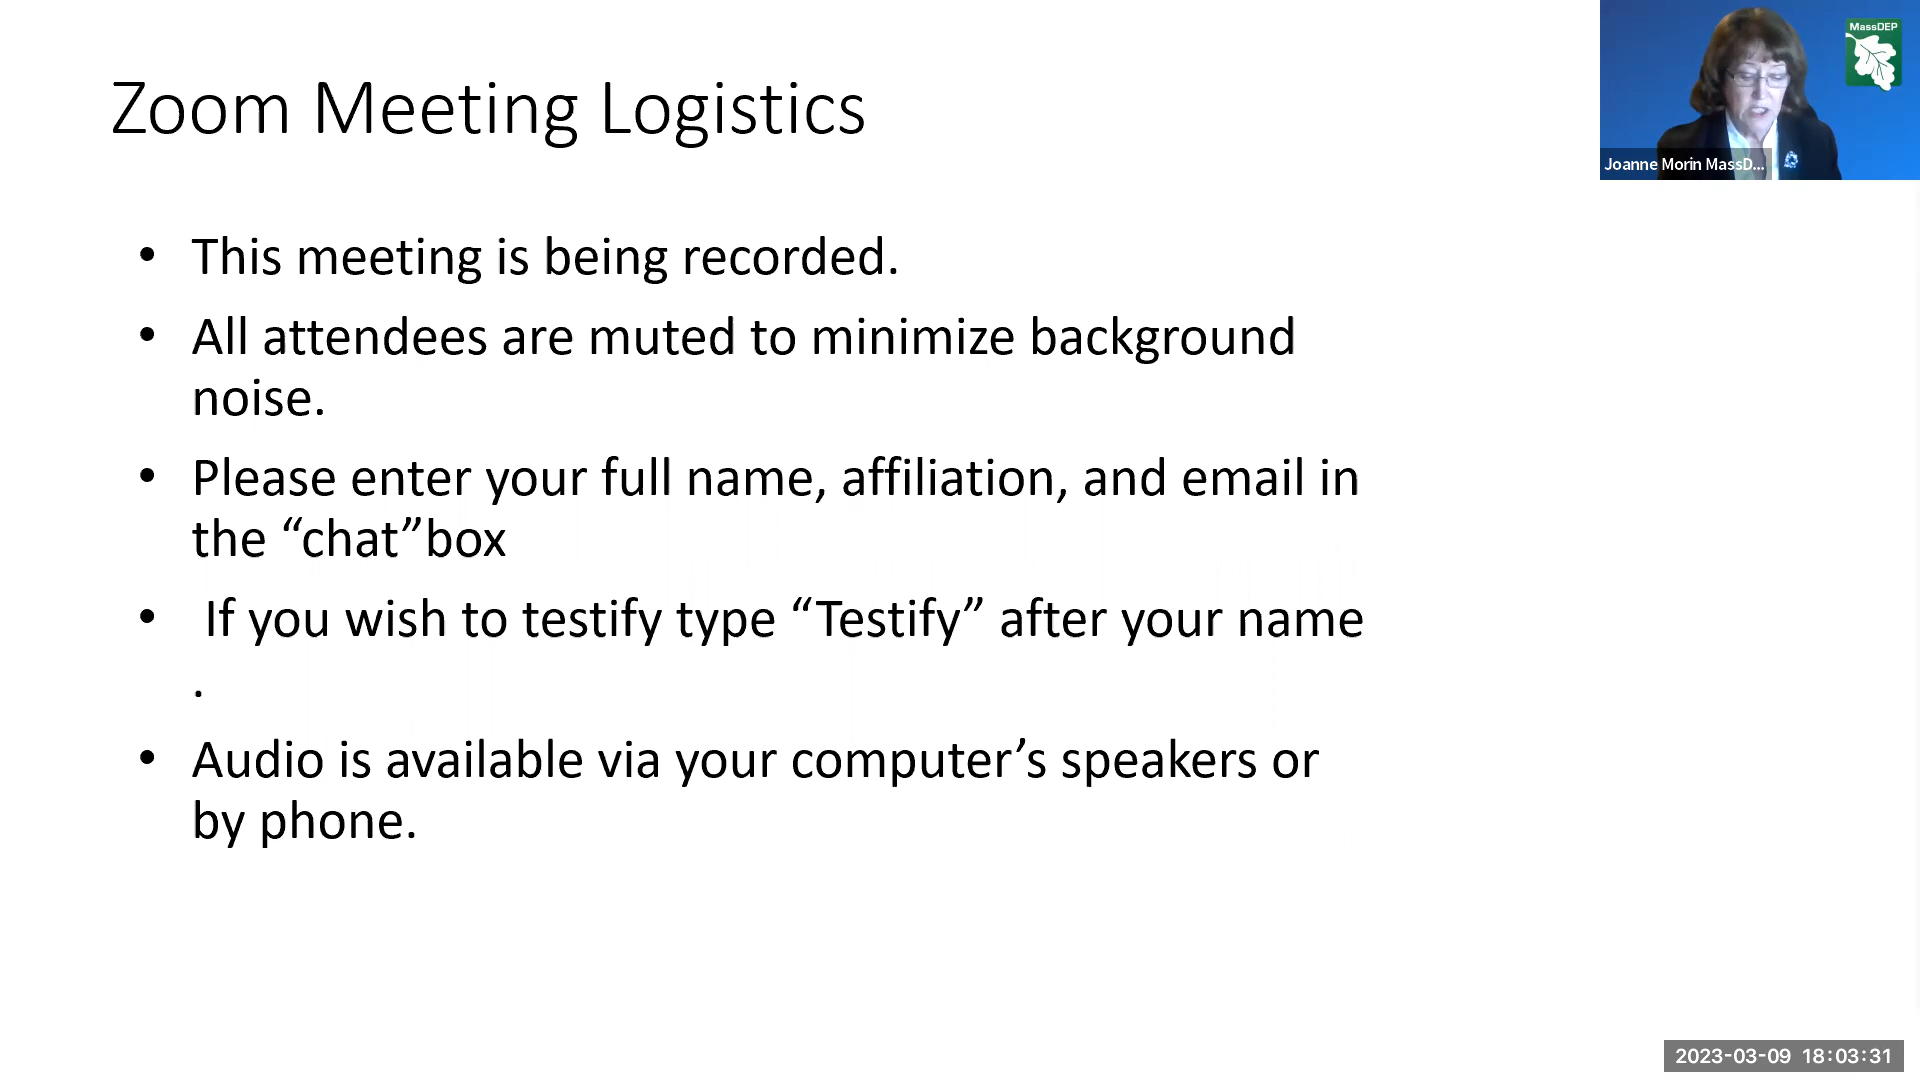 Zoom Meeting Logistics
MassDEP
Joanne Morin MassD...
• This meeting is being recorded.
• All attendees are muted to minimize background
noise.
• Please enter your full name, affiliation, and email in
the “chat”box
• If you wish to testify type “Testify” after your name
.
• Audio is available via your computer’s speakers or
by phone.
2023-03-09 18:03:31